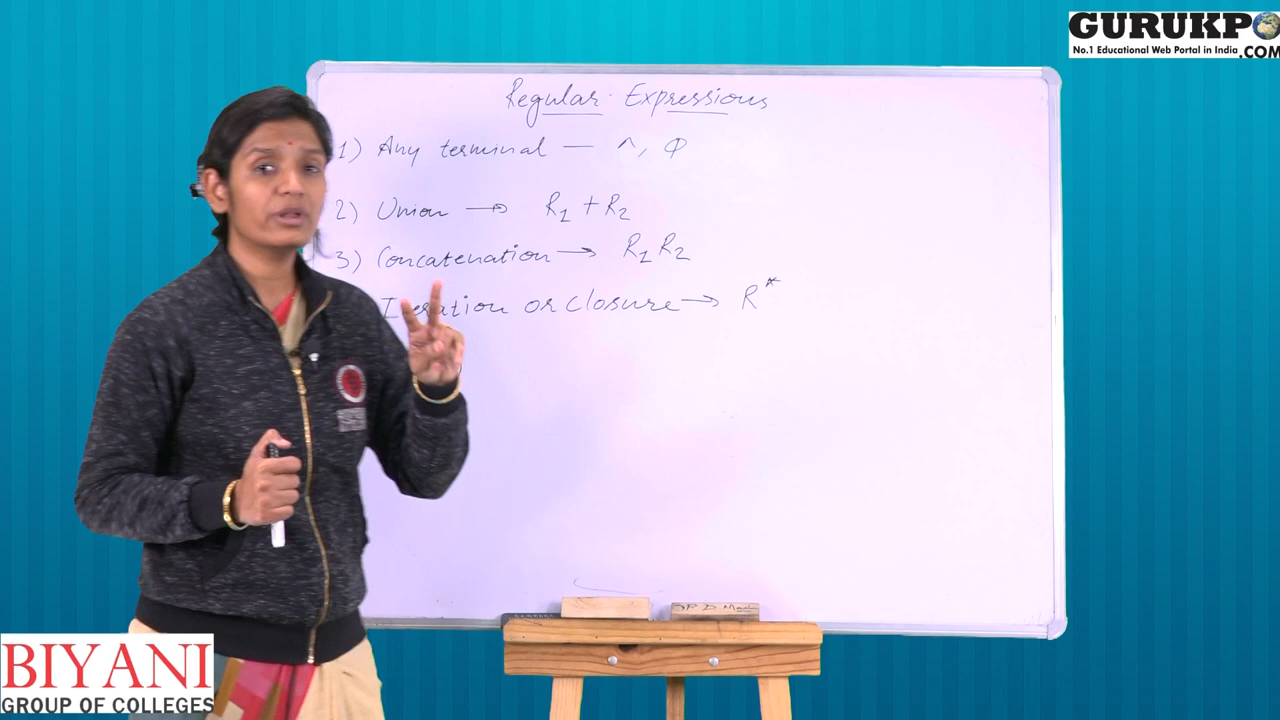 GURUKPO
No.1 Educational Web Portal in India
.COM
Regular Expressions
1) Any terminal — ^, Φ
2) Union → R1 + R2
3) Concatenation → R1 R2
or closure → R*
BIYANI
GROUP OF COLLEGES